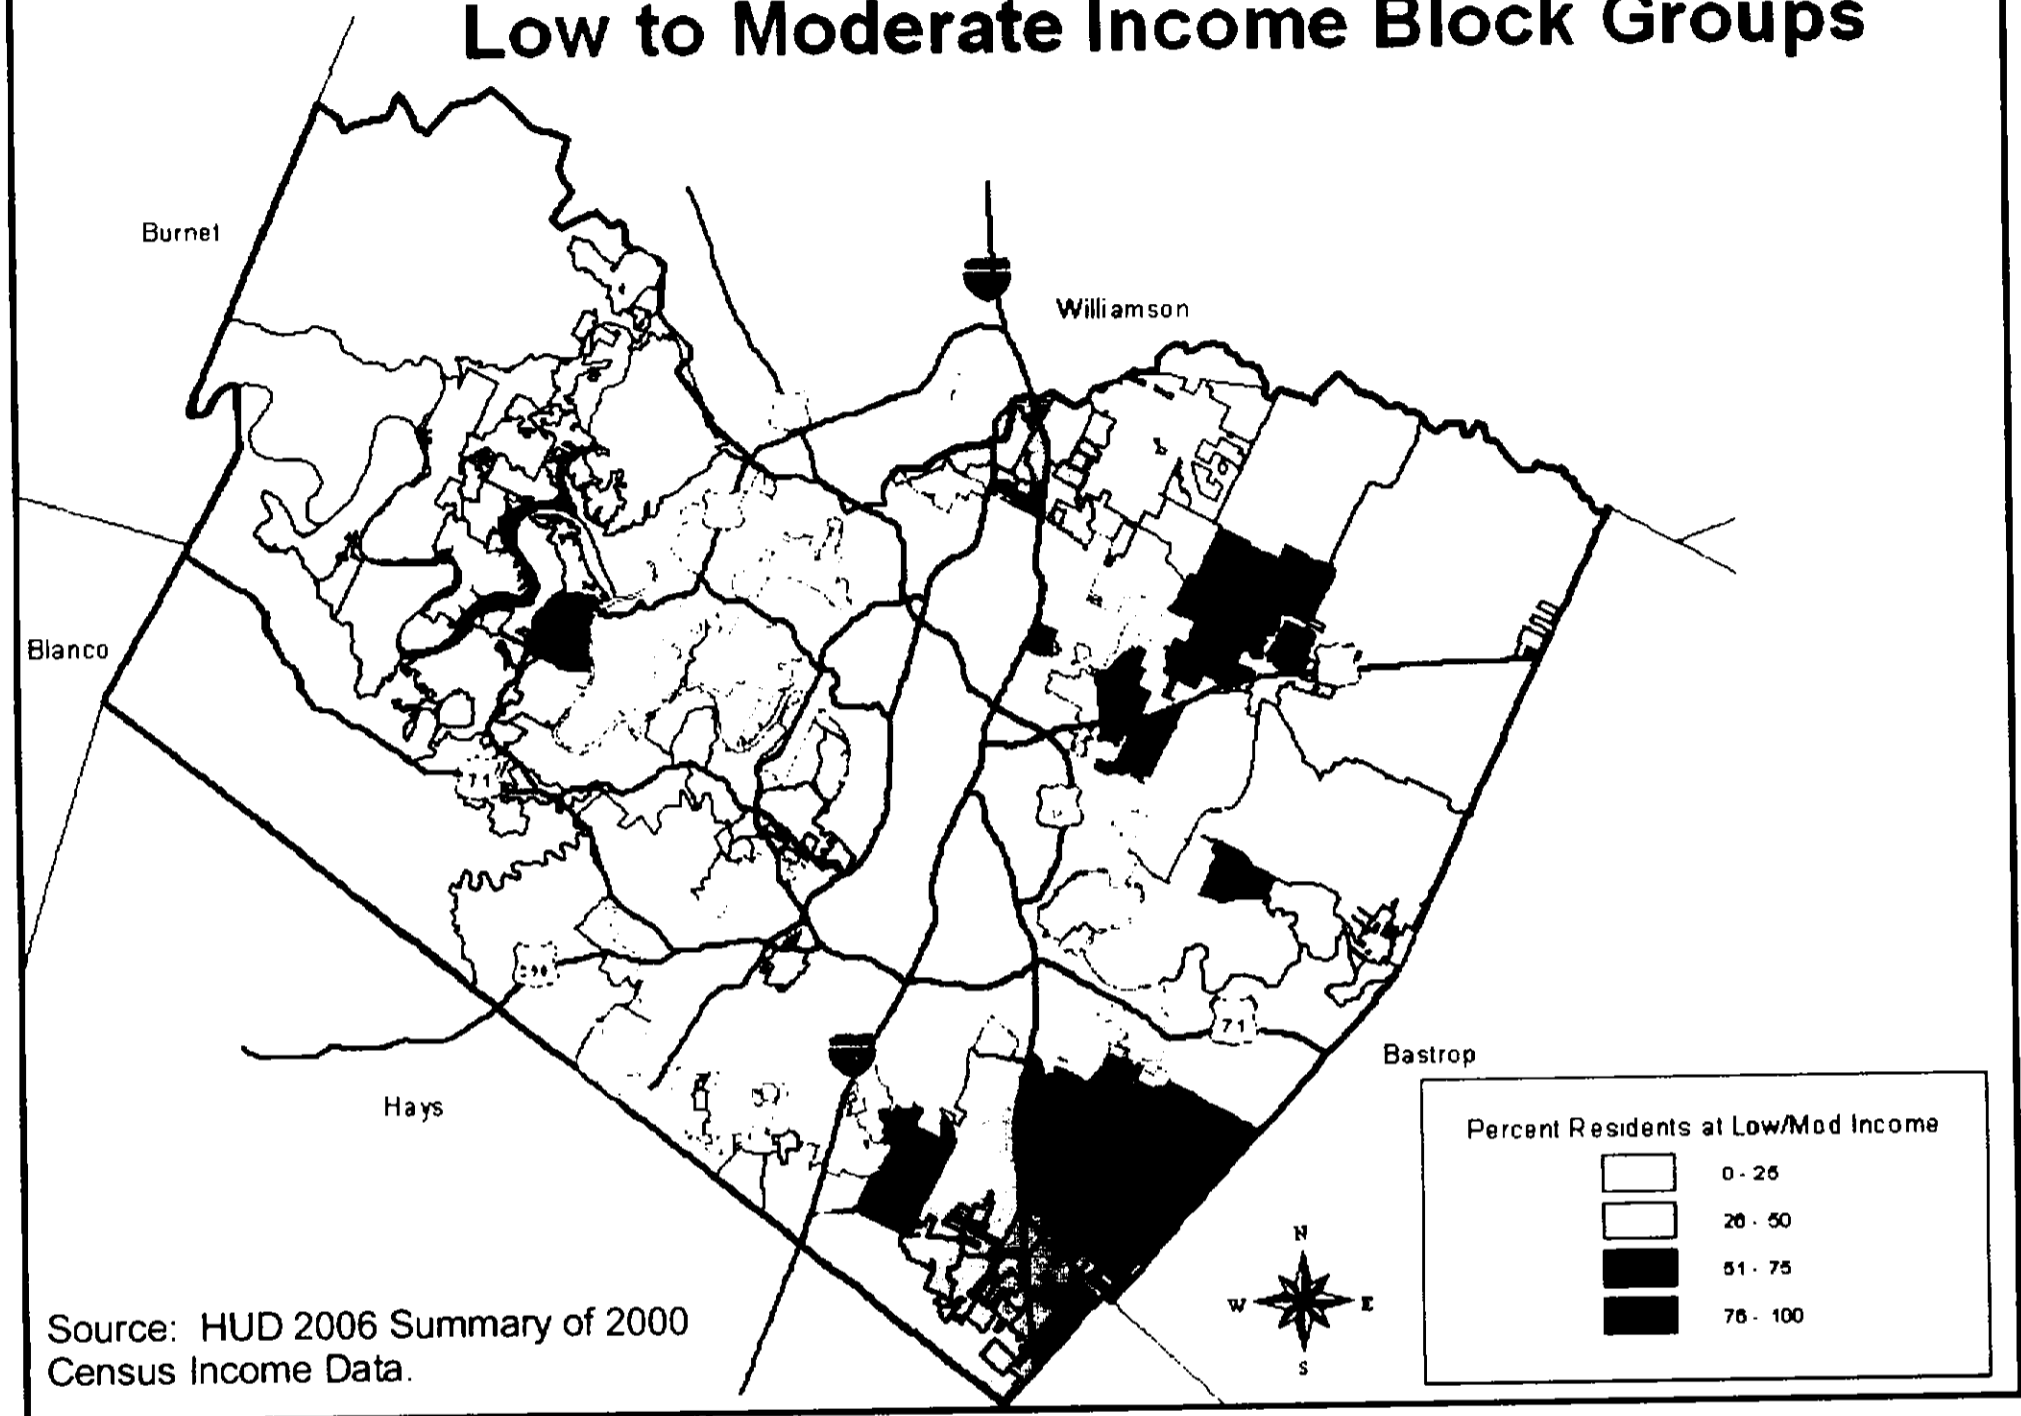 Low to Moderate Income Block Groups
Burnet
Williamson
Blanco
71
290
71
Bastrop
Hays
Percent Residents at Low/Mod Income
0 - 25
26 - 50
51 - 75
76 - 100
N
W
E
S
Source: HUD 2006 Summary of 2000
Census Income Data.